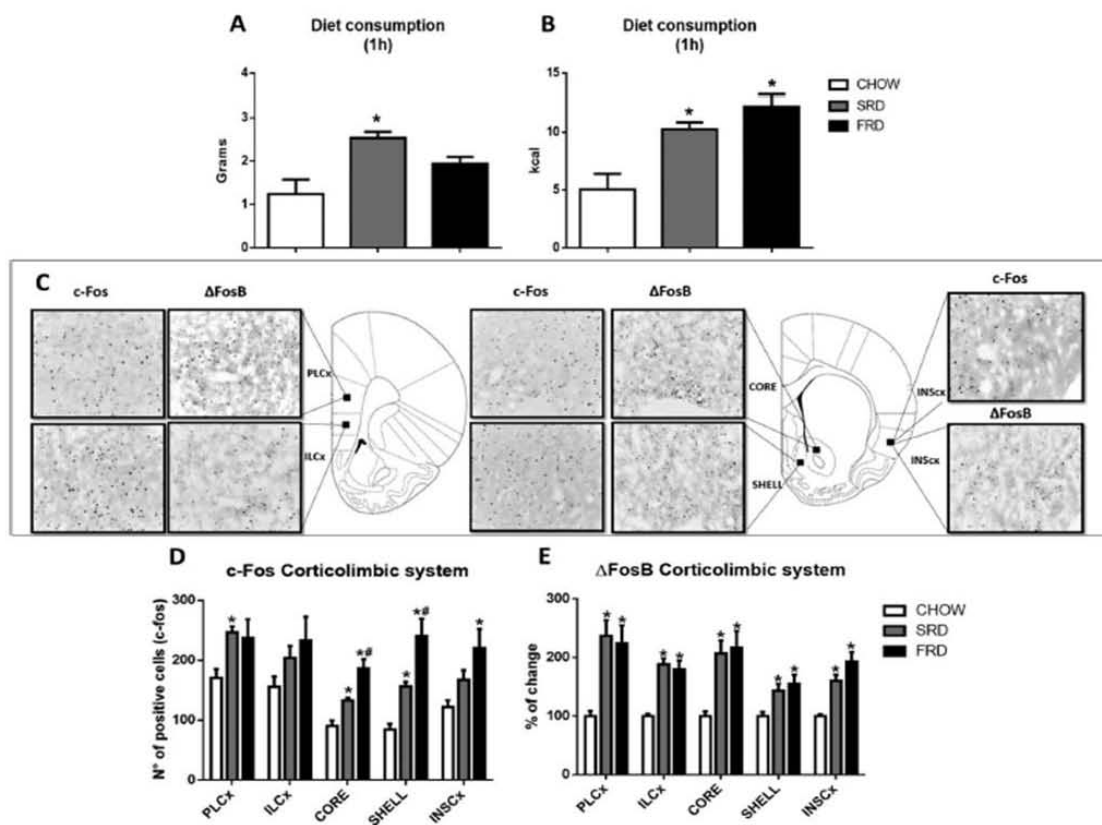 A
Diet consumption
(1h)
Grams
4
3
2
1
0
*
B
Diet consumption
(1h)
kcal
15
10
5
0
*
*
CHOW
SRD
FRD
C
c-Fos
ΔFosB
PLCx
ILCx
c-Fos
ΔFosB
CORE
SHELL
c-Fos
INScx
ΔFosB
INScx
D
c-Fos Corticolimbic system
N° of positive cells (c-fos)
300
200
100
0
*
*
*#
*
*#
*
PLCx
ILCx
CORE
SHELL
INSCx
E
ΔFosB Corticolimbic system
% of change
300
200
100
0
*
*
*
*
*
*
*
*
*
*
PLCx
ILCx
CORE
SHELL
INSCx
CHOW
SRD
FRD